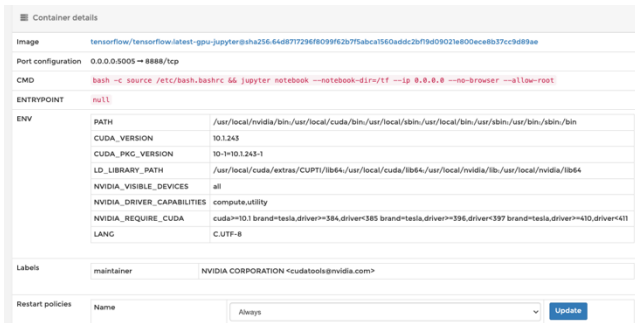 Container details
Image tensorflow/tensorflow:latest-gpu-jupyter@sha256:64d8717296f8099f62b7f5abca1560addc2bf19d09021e800ece8b37cc9d89ae
Port configuration 0.0.0.0:5005 → 8888/tcp
CMD bash -c source /etc/bash.bashrc && jupyter notebook --notebook-dir=/tf --ip 0.0.0.0 --no-browser --allow-root
ENTRYPOINT null
ENV PATH /usr/local/nvidia/bin:/usr/local/cuda/bin:/usr/local/sbin:/usr/local/bin:/usr/sbin:/usr/bin:/sbin:/bin
CUDA_VERSION 10.1.243
CUDA_PKG_VERSION 10-1=10.1.243-1
LD_LIBRARY_PATH /usr/local/cuda/extras/CUPTI/lib64:/usr/local/cuda/lib64:/usr/local/nvidia/lib:/usr/local/nvidia/lib64
NVIDIA_VISIBLE_DEVICES all
NVIDIA_DRIVER_CAPABILITIES compute,utility
NVIDIA_REQUIRE_CUDA cuda>=10.1 brand=tesla,driver>=384,driver<385 brand=tesla,driver>=396,driver<397 brand=tesla,driver>=410,driver<411
LANG C.UTF-8
Labels maintainer NVIDIA CORPORATION <cudatools@nvidia.com>
Restart policies Name Always Update